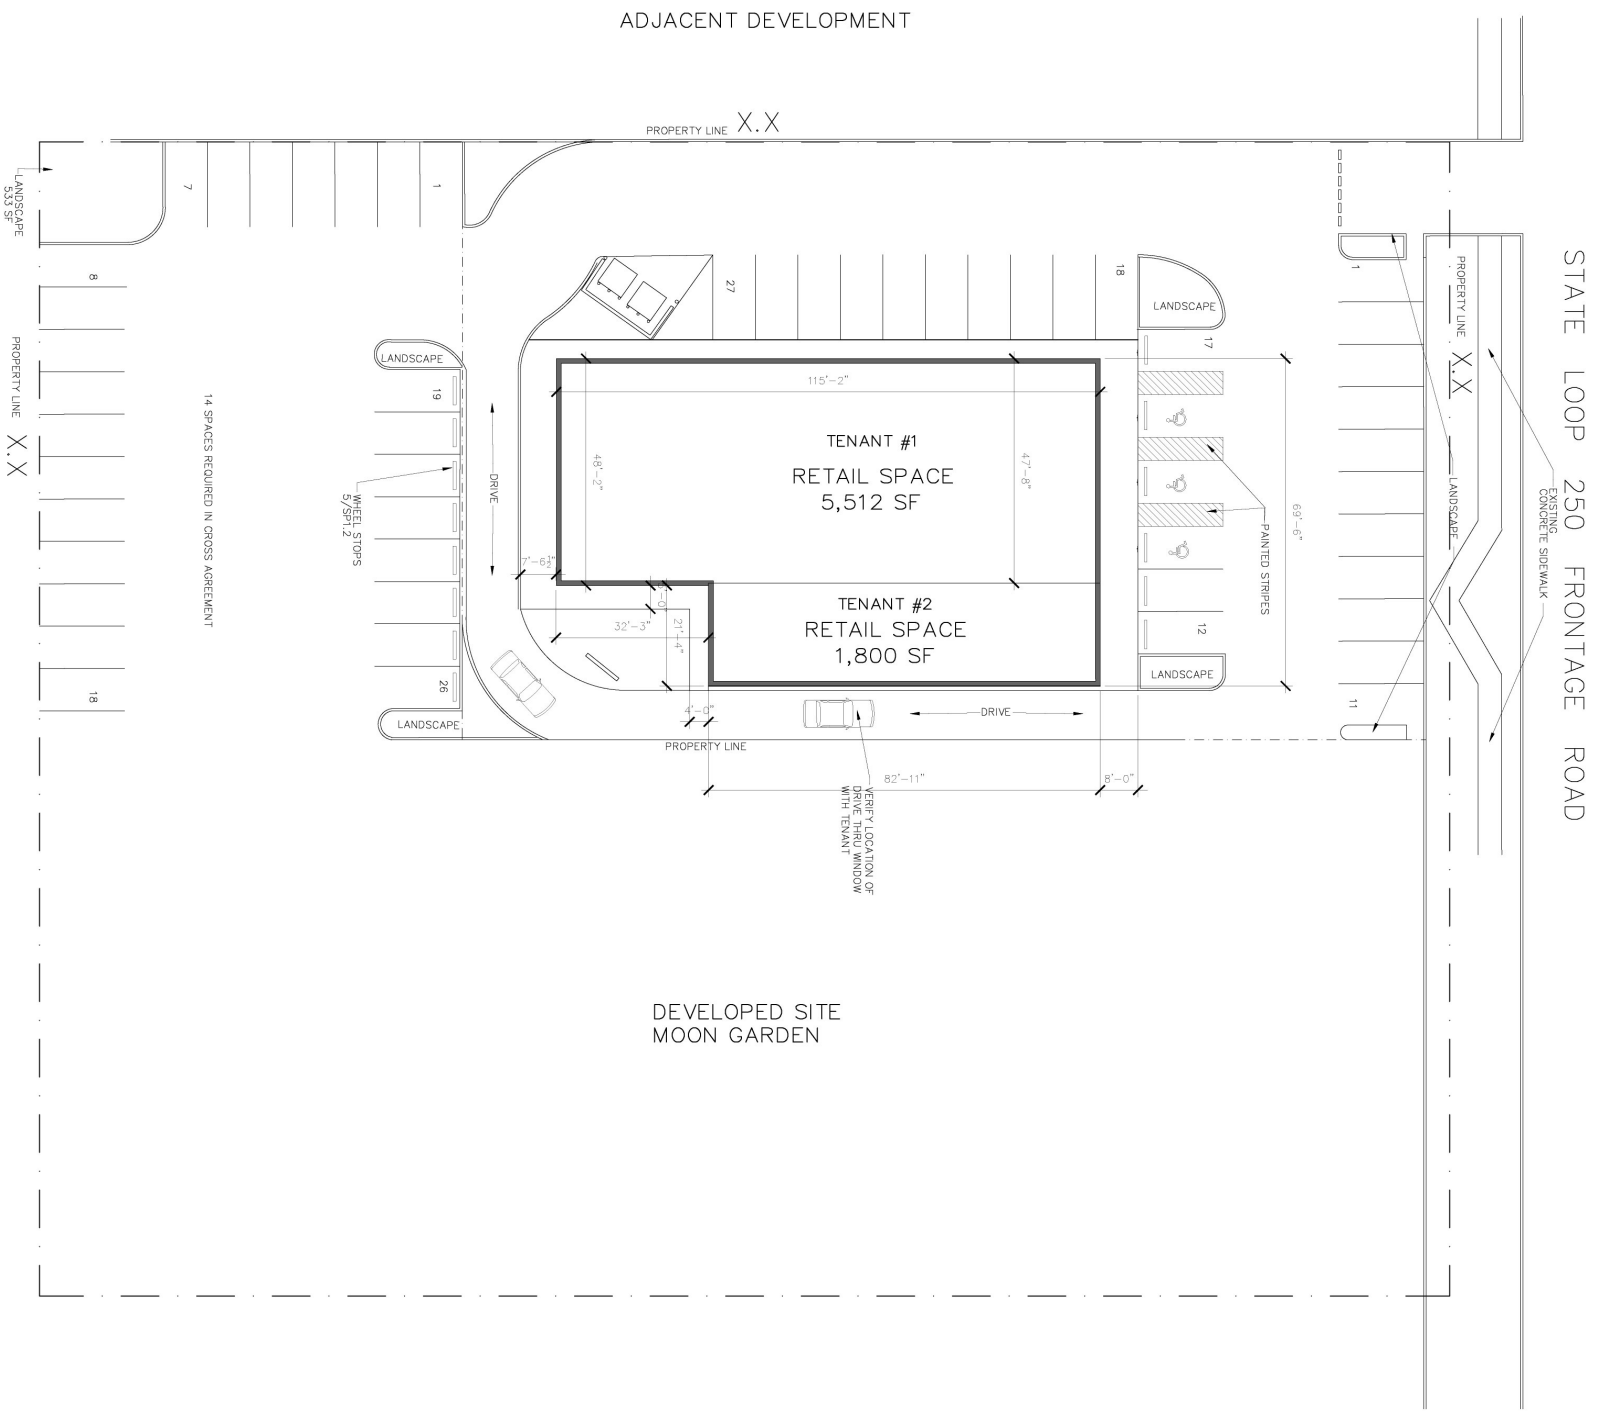 ADJACENT DEVELOPMENT
PROPERTY LINE X.X
LANDSCAPE
533 SF
7
1
8
18
PROPERTY LINE X.X
14 SPACES REQUIRED IN CROSS AGREEMENT
LANDSCAPE
19
WHEEL STOPS
5/SP1.2
26
LANDSCAPE
DRIVE
27
18
LANDSCAPE
17
115'-2"
48'-2"
47'-8"
TENANT #1
RETAIL SPACE
5,512 SF
7'-6½"
32'-3"
21'-4"
4'-0"
TENANT #2
RETAIL SPACE
1,800 SF
12
LANDSCAPE
69'-6"
PAINTED STRIPES
DRIVE
PROPERTY LINE
82'-11"
8'-0"
VERIFY LOCATION OF
DRIVE THRU WINDOW
WITH TENANT
1
11
LANDSCAPE
PROPERTY LINE X.X
EXISTING
CONCRETE SIDEWALK
STATE LOOP 250 FRONTAGE ROAD
DEVELOPED SITE
MOON GARDEN